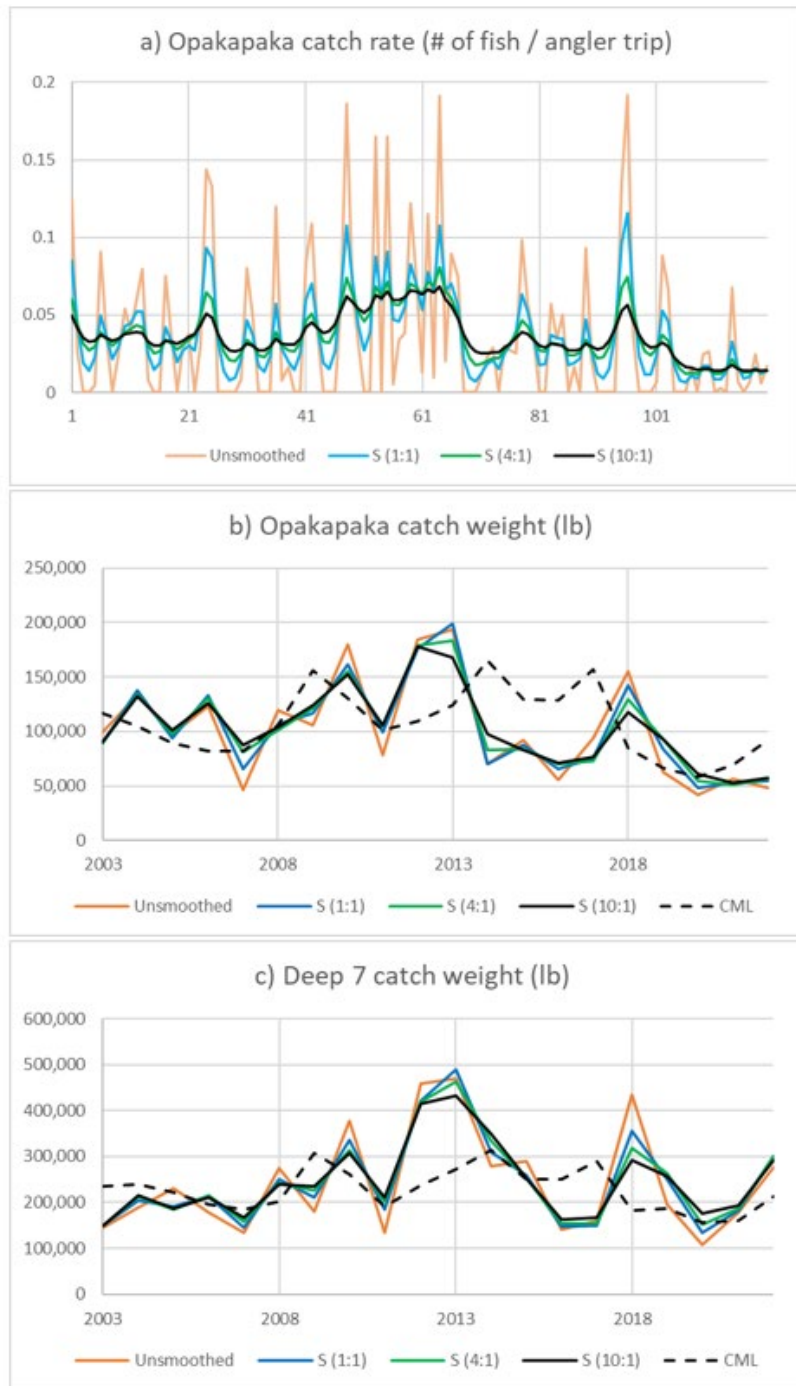 a) Opakapaka catch rate (# of fish / angler trip)
0.2
0.15
0.1
0.05
0
1 21 41 61 81 101
Unsmoothed S (1:1) S (4:1) S (10:1)
b) Opakapaka catch weight (lb)
250,000
200,000
150,000
100,000
50,000
0
2003 2008 2013 2018
Unsmoothed S (1:1) S (4:1) S (10:1) CML
c) Deep 7 catch weight (lb)
600,000
500,000
400,000
300,000
200,000
100,000
0
2003 2008 2013 2018
Unsmoothed S (1:1) S (4:1) S (10:1) CML